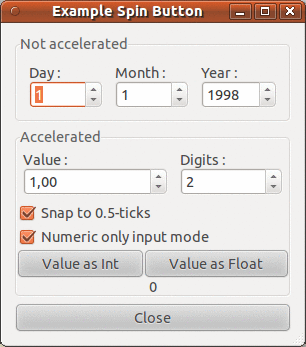 Example Spin Button
Not accelerated
Day : Month : Year :
1 1 1998
Accelerated
Value : Digits :
1,00 2
Snap to 0.5-ticks
Numeric only input mode
Value as Int Value as Float
0
Close